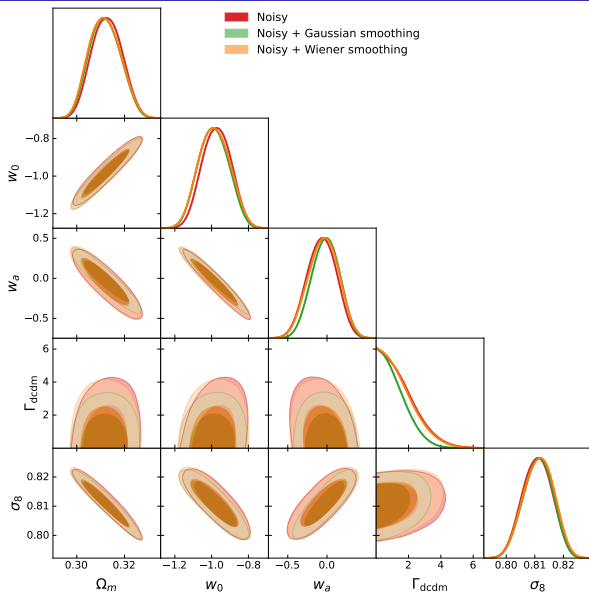 Noisy
Noisy + Gaussian smoothing
Noisy + Wiener smoothing
−0.8
−1.0
−1.2
w₀
0.5
0.0
−0.5
wₐ
6
4
2
Γdcdm
0.82
0.81
0.80
σ₈
0.30 0.32 −1.2 −1.0 −0.8 −0.5 0.0 2 4 6 0.80 0.81 0.82
Ωₘ w₀ wₐ Γdcdm σ₈